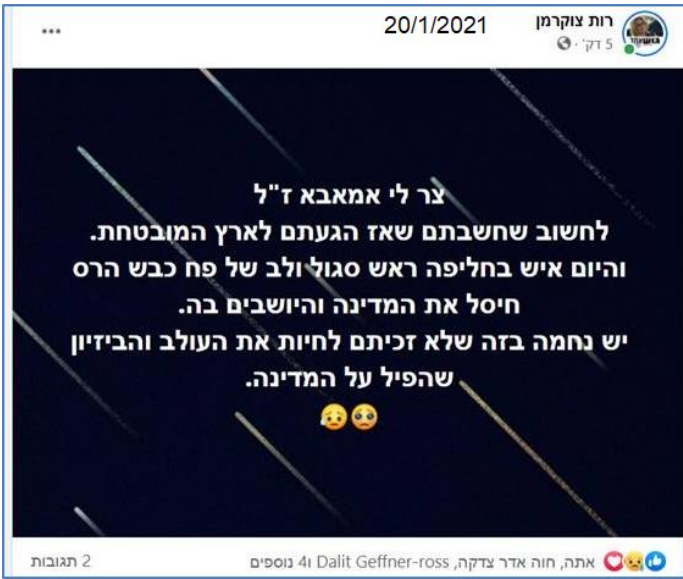 רות צוקרמן
20/1/2021
5 דק'
צר לי אמאבא ז"ל
לחשוב שחשבתם שאז הגעתם לארץ המובטחת.
והיום איש בחליפה ראש סגול ולב של פח כבש הרס
חיסל את המדינה והיושבים בה.
יש נחמה בזה שלא זכיתם לחיות את העולב והביזיון
שהפיל על המדינה.
🥺😥
אתה, חוה אדר צדקה, Dalit Geffner-ross ו4 נוספים
2 תגובות